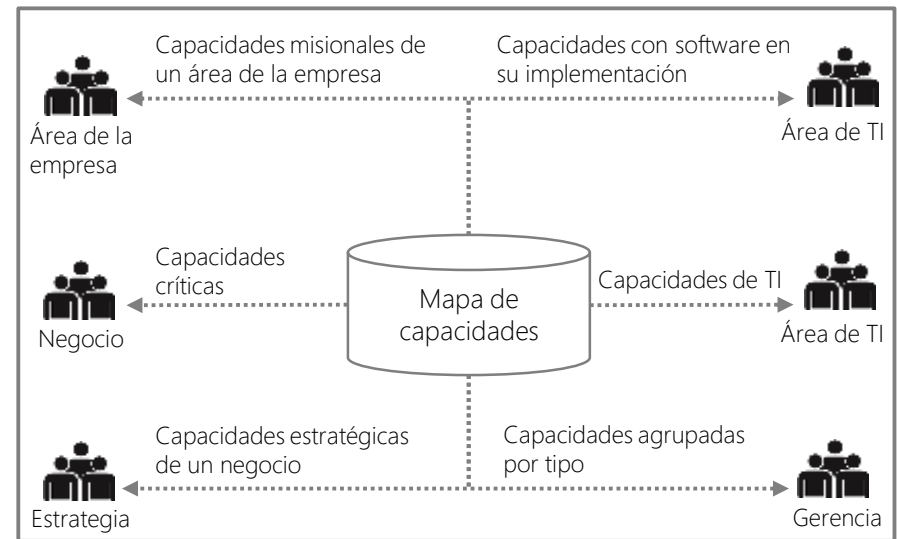 Capacidades misionales de
un área de la empresa
Capacidades con software en
su implementación
Área de la
empresa
Área de TI
Capacidades
críticas
Mapa de
capacidades
Capacidades de TI
Negocio
Área de TI
Capacidades estratégicas
de un negocio
Capacidades agrupadas
por tipo
Estrategia
Gerencia